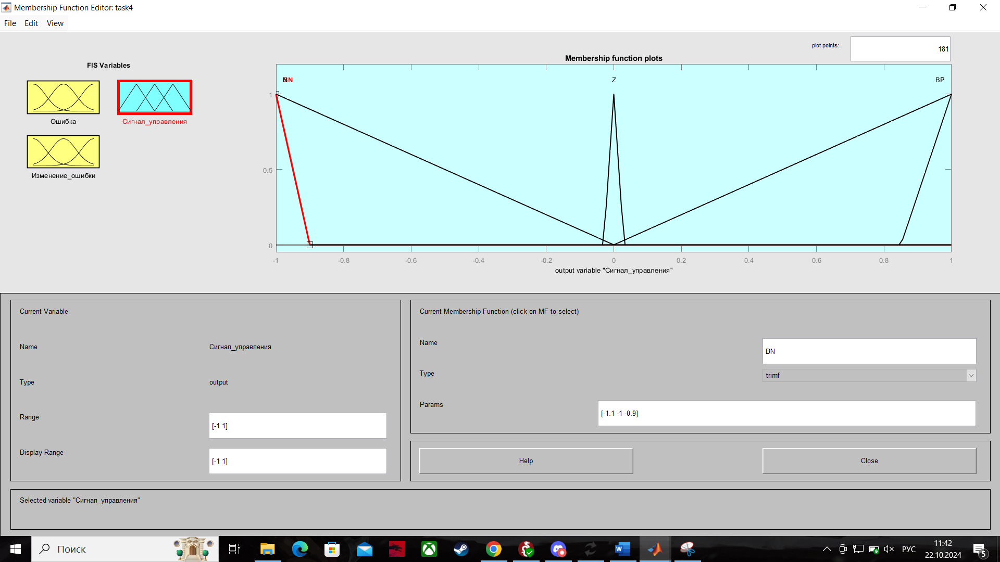 Membership Function Editor: task4
File Edit View
plot points:
181
Membership function plots
FIS Variables
Ошибка
Сигнал_управления
Изменение_ошибки
Z
BP
1
0.5
0
-1 -0.8 -0.6 -0.4 -0.2 0 0.2 0.4 0.6 0.8 1
output variable "Сигнал_управления"
Current Variable
Name Сигнал_управления
Type output
Range [-1 1]
Display Range [-1 1]
Current Membership Function (click on MF to select)
Name BN
Type trimf
Params [-1.1 -1 -0.9]
Help Close
Selected variable "Сигнал_управления"
Поиск
W
РУС
11:42
22.10.2024
5